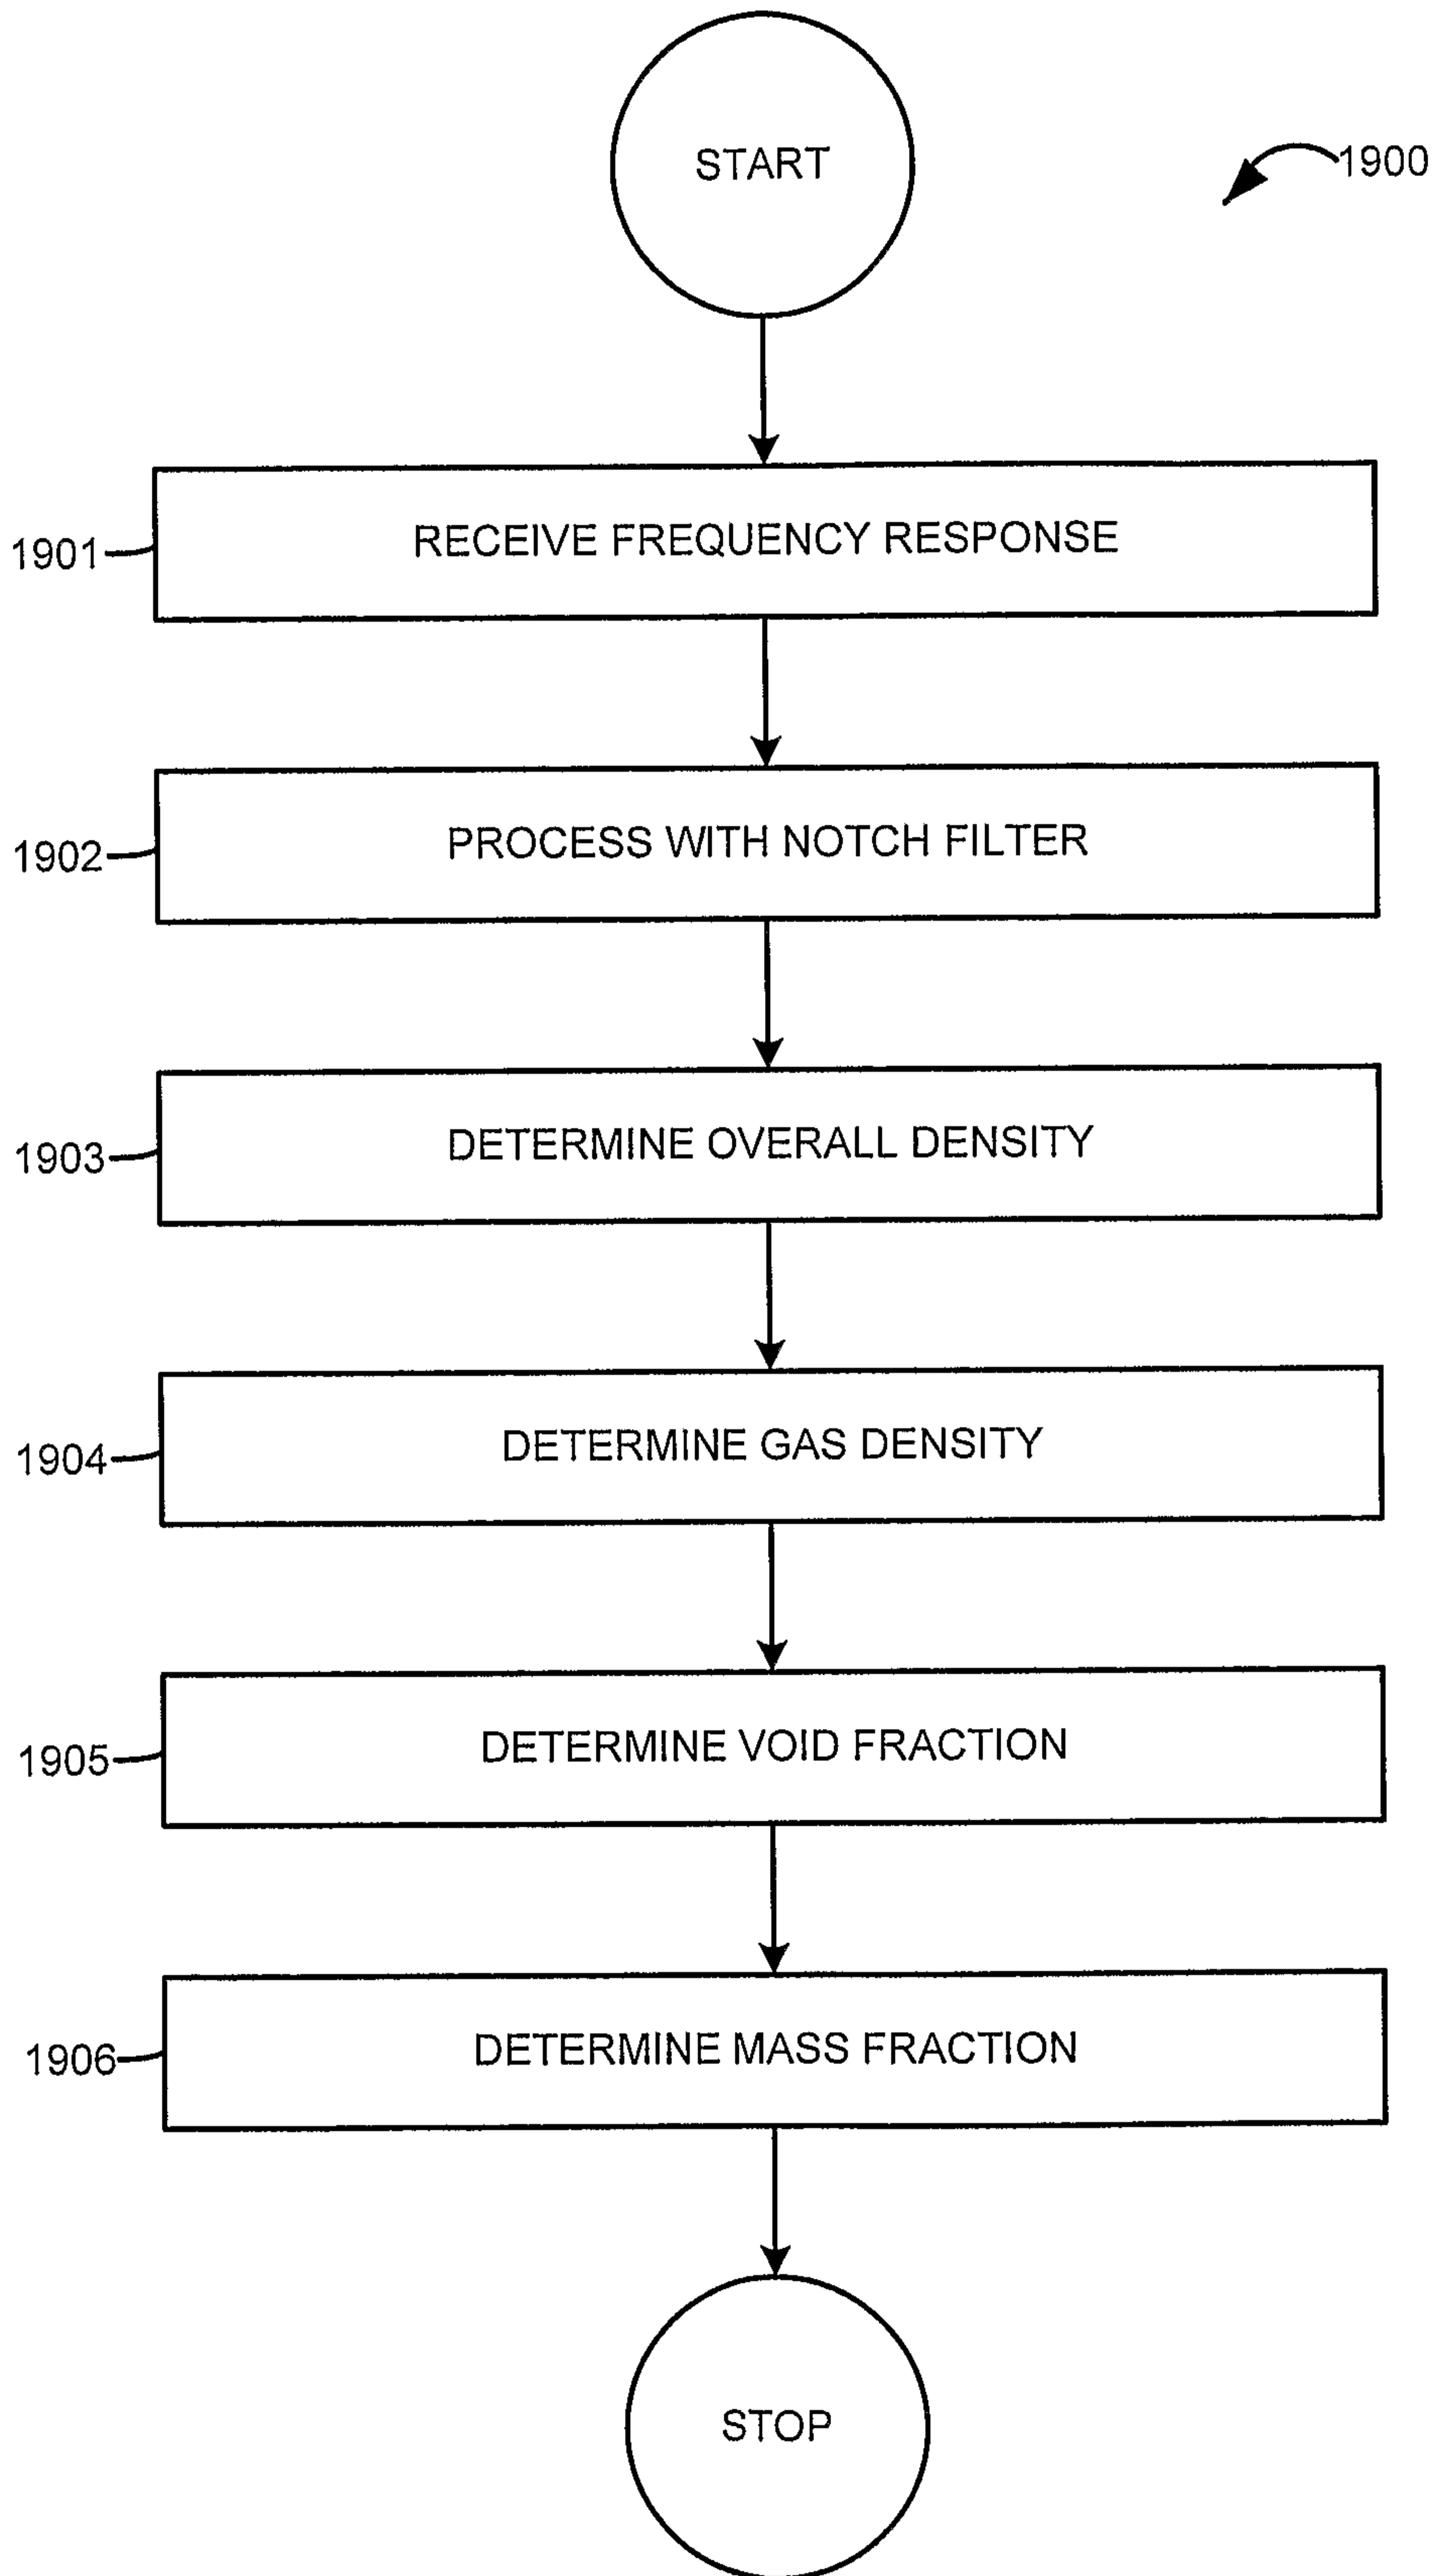 START
1900
1901
RECEIVE FREQUENCY RESPONSE
1902
PROCESS WITH NOTCH FILTER
1903
DETERMINE OVERALL DENSITY
1904
DETERMINE GAS DENSITY
1905
DETERMINE VOID FRACTION
1906
DETERMINE MASS FRACTION
STOP